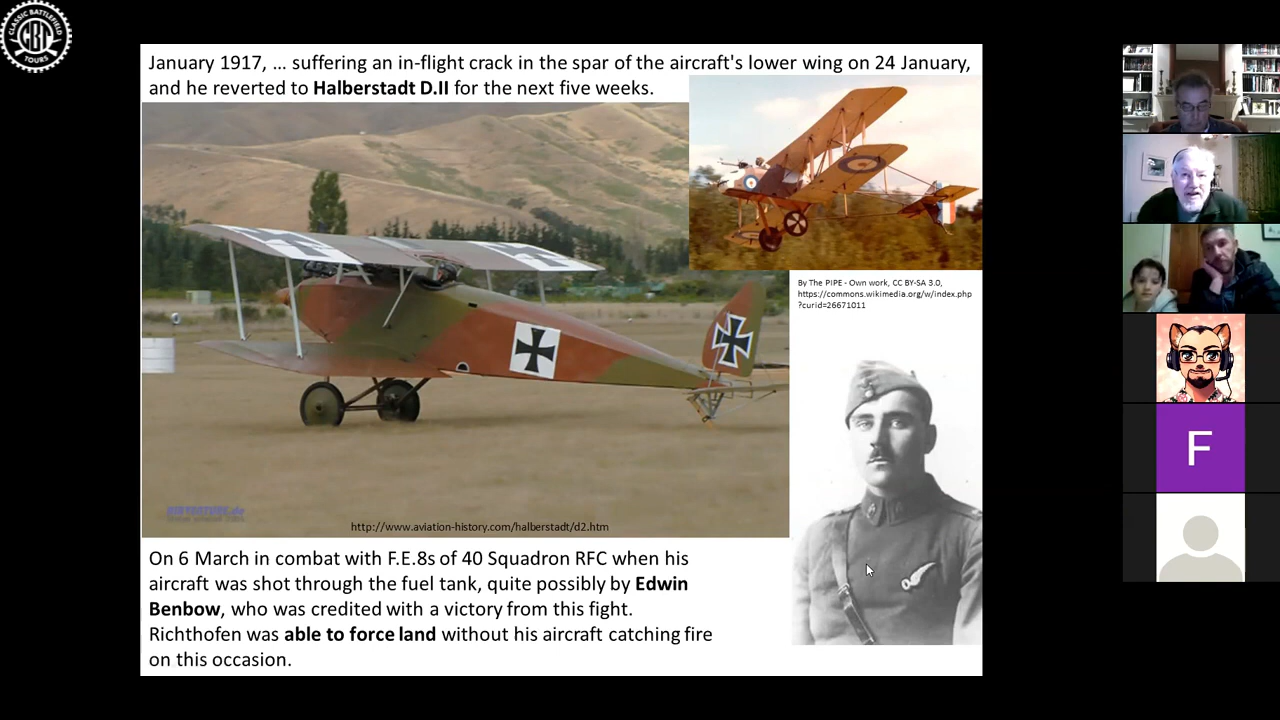 CLASSIC BATTLEFIELD
CBT
TOURS
January 1917, ... suffering an in-flight crack in the spar of the aircraft's lower wing on 24 January,
and he reverted to Halberstadt D.II for the next five weeks.
By The PIPE - Own work, CC BY-SA 3.0,
https://commons.wikimedia.org/w/index.php
?curid=26671011
http://www.aviation-history.com/halberstadt/d2.htm
On 6 March in combat with F.E.8s of 40 Squadron RFC when his
aircraft was shot through the fuel tank, quite possibly by Edwin
Benbow, who was credited with a victory from this fight.
Richthofen was able to force land without his aircraft catching fire
on this occasion.
F